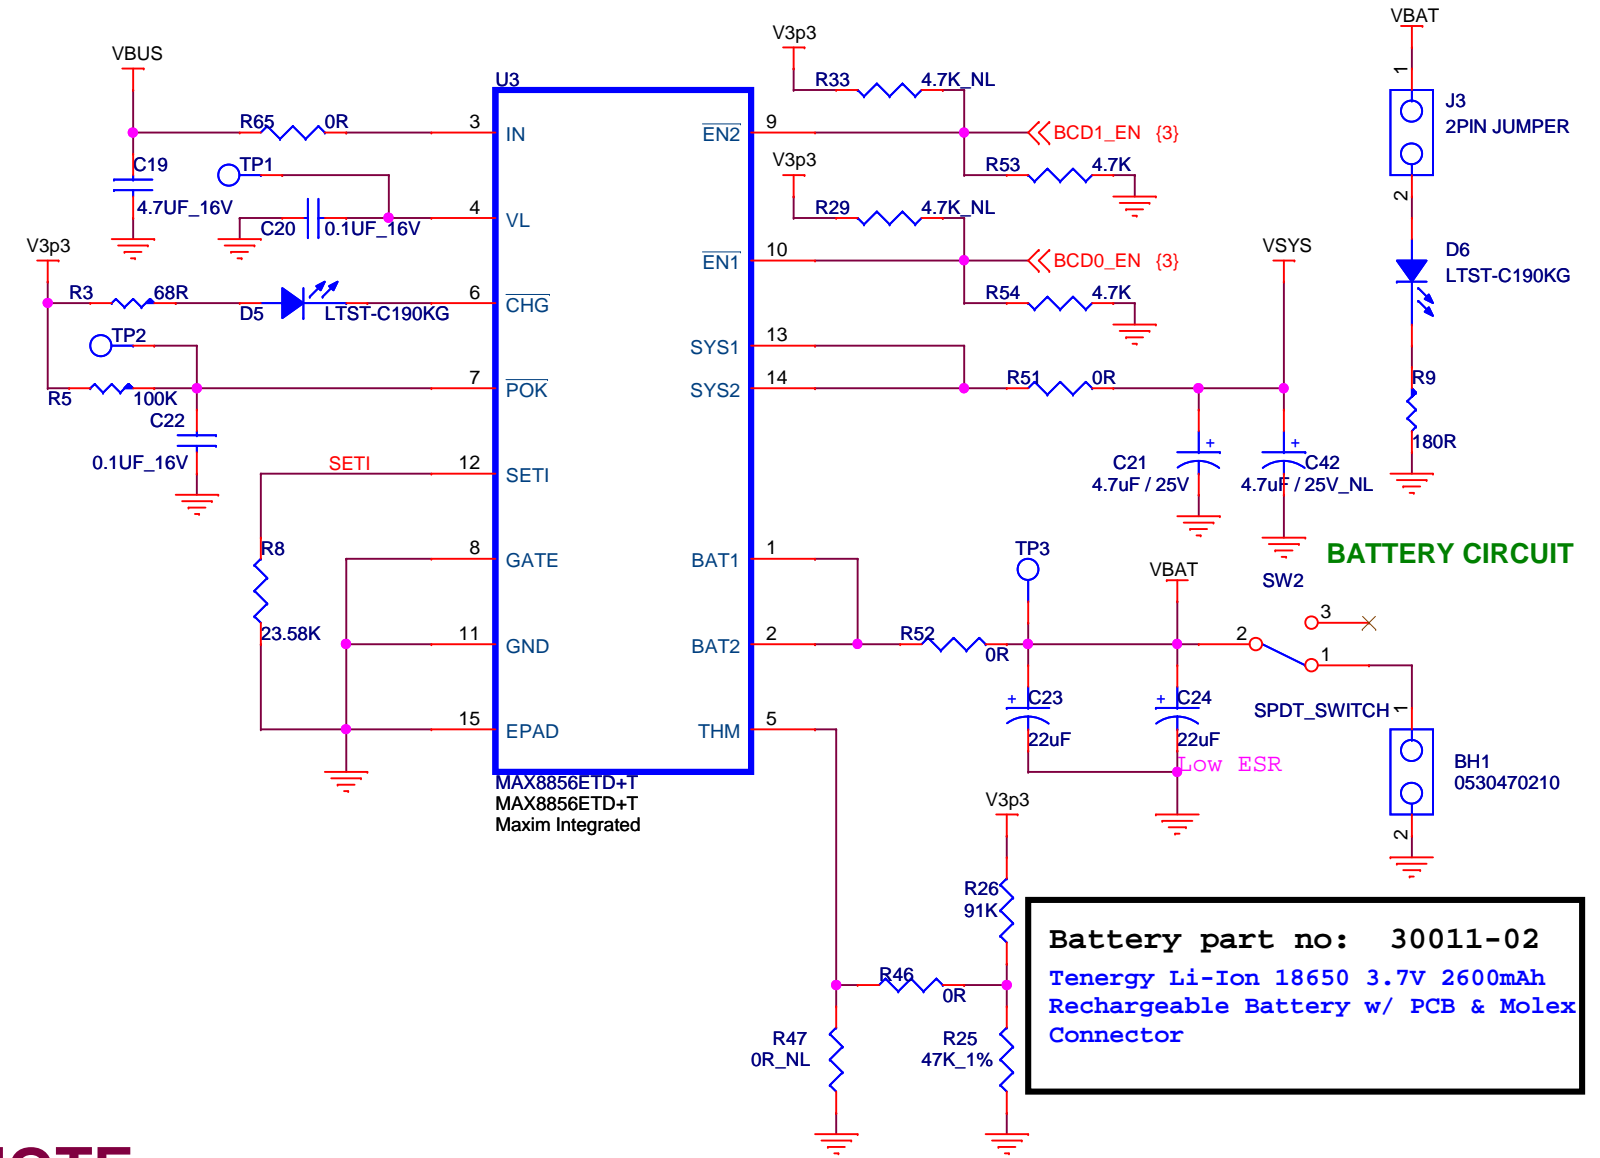 VBUS
R65
0R
C19
4.7UF_16V
TP1
C20
0.1UF_16V
V3p3
R3
68R
D5
LTST-C190KG
TP2
R5
100K
C22
0.1UF_16V
SETI
R8
23.58K
U3
3
IN
4
VL
6
CHG
7
POK
12
SETI
8
GATE
11
GND
15
EPAD
9
EN2
10
EN1
13
SYS1
14
SYS2
1
BAT1
2
BAT2
5
THM
MAX8856ETD+T
MAX8856ETD+T
Maxim Integrated
V3p3
R33
4.7K_NL
BCD1_EN {3}
R53
4.7K
V3p3
R29
4.7K_NL
BCD0_EN {3}
R54
4.7K
VSYS
R51
0R
C21
4.7uF / 25V
C42
4.7uF / 25V_NL
VBAT
1
J3
2PIN JUMPER
2
D6
LTST-C190KG
R9
180R
BATTERY CIRCUIT
TP3
VBAT
SW2
3
2
1
SPDT_SWITCH
R52
0R
C23
22uF
C24
22uF
Low ESR
1
BH1
0530470210
2
V3p3
R26
91K
R46
0R
R47
0R_NL
R25
47K_1%
Battery part no: 30011-02
Tenergy Li-Ion 18650 3.7V 2600mAh
Rechargeable Battery w/ PCB & Molex
Connector